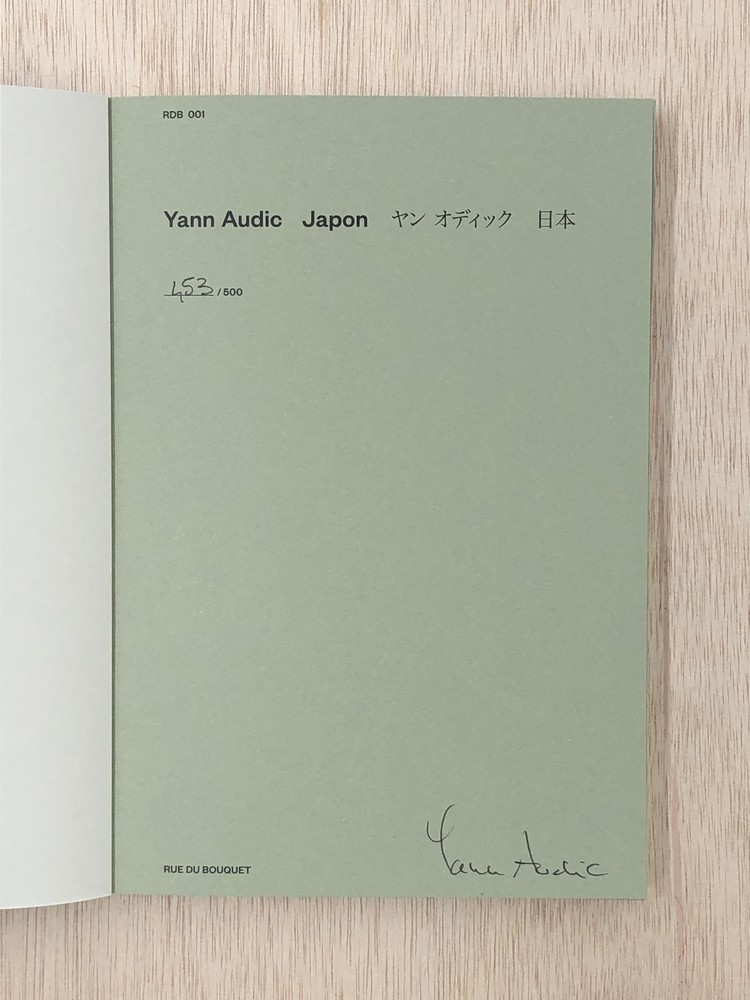 RDB 001
Yann Audic Japon ヤン オディック 日本
453 / 500
RUE DU BOUQUET
Yann Audic